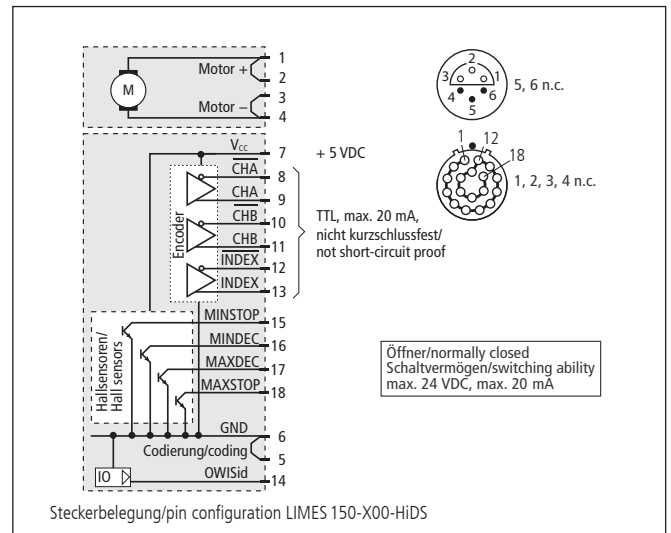 Motor +
1
2
M
Motor –
3
4
Vcc
7
+ 5 VDC
Encoder
CHA
8
CHA
9
CHB
10
CHB
11
INDEX
12
INDEX
13
TTL, max. 20 mA,
nicht kurzschlussfest/
not short-circuit proof
Hallsensoren/
Hall sensors
MINSTOP
15
MINDEC
16
MAXDEC
17
MAXSTOP
18
GND
6
Codierung/coding
5
IO
OWISid
14
2
3
1
4
6
5
5, 6 n.c.
1
12
18
1, 2, 3, 4 n.c.
Öffner/normally closed
Schaltvermögen/switching ability
max. 24 VDC, max. 20 mA
Steckerbelegung/pin configuration LIMES 150-X00-HiDS